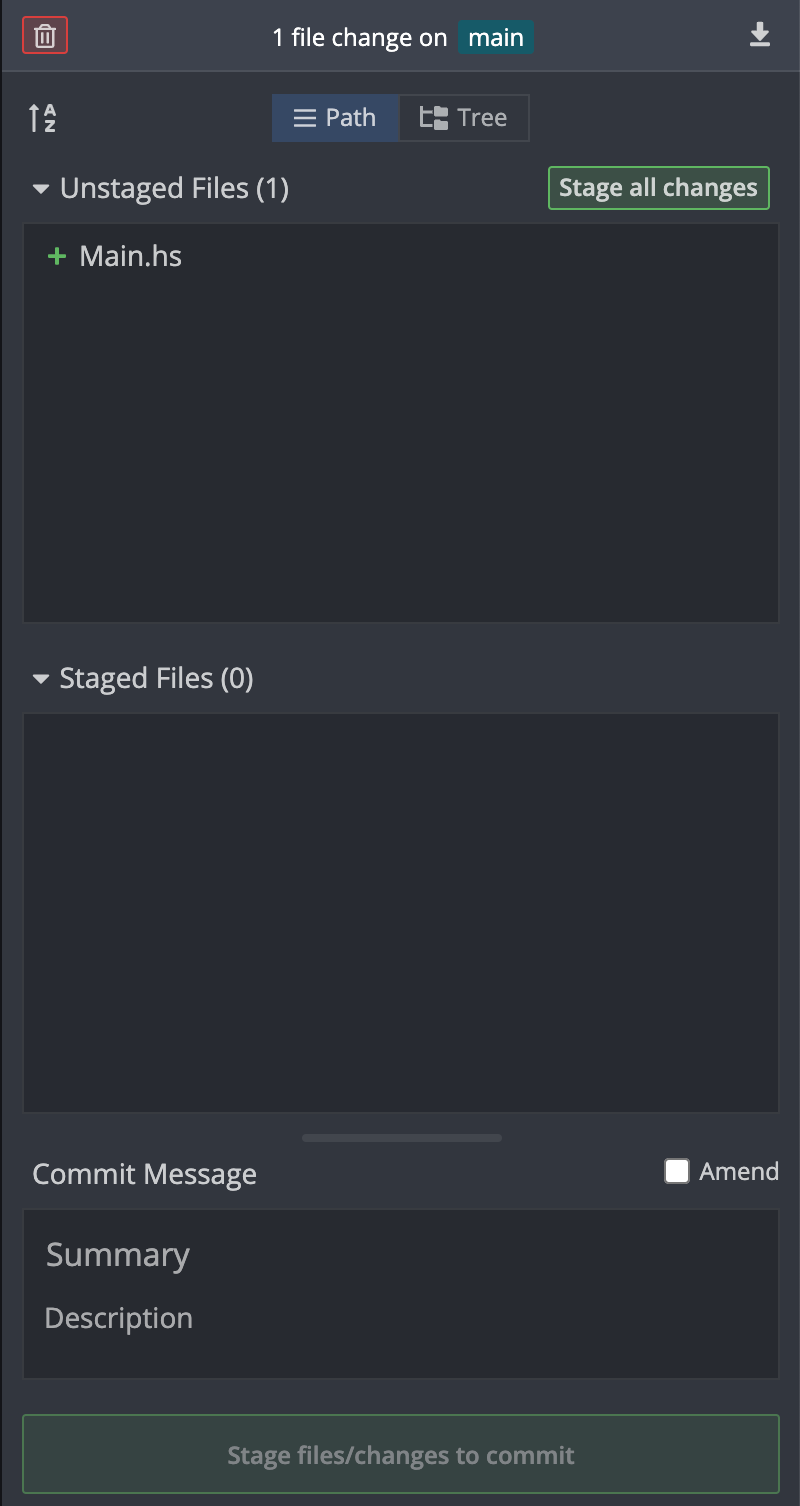 1 file change on main
A
Z
Path Tree
Unstaged Files (1) Stage all changes
+ Main.hs
Staged Files (0)
Commit Message Amend
Summary
Description
Stage files/changes to commit